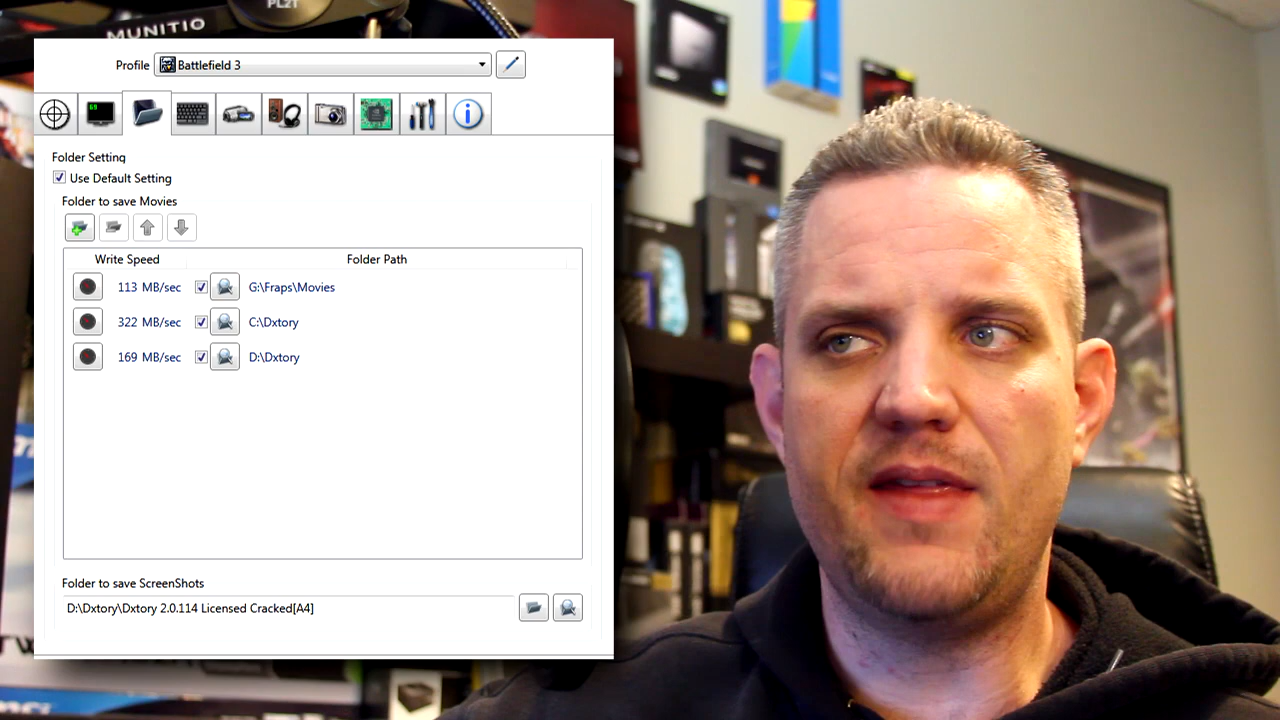 MUNITIO
PL2T
Profile
Battlefield 3
69
Folder Setting
Use Default Setting
Folder to save Movies
Write Speed Folder Path
113 MB/sec G:\Fraps\Movies
322 MB/sec C:\Dxtory
169 MB/sec D:\Dxtory
Folder to save ScreenShots
D:\Dxtory\Dxtory 2.0.114 Licensed Cracked[A4]